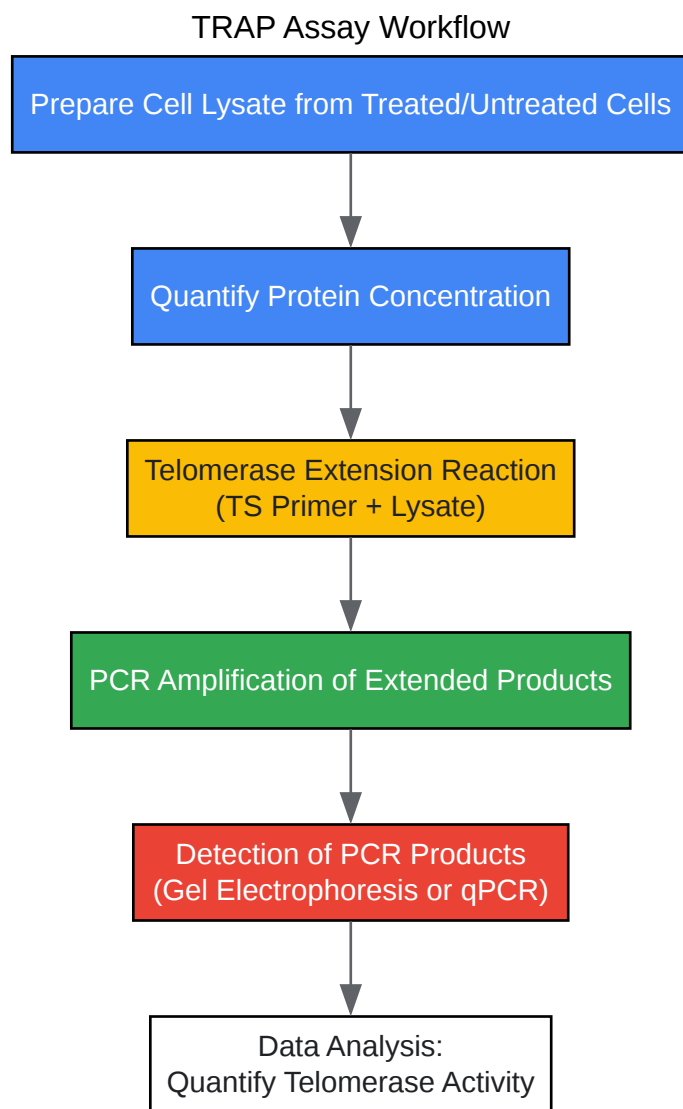 TRAP Assay Workflow
Prepare Cell Lysate from Treated/Untreated Cells
Quantify Protein Concentration
Telomerase Extension Reaction
(TS Primer + Lysate)
PCR Amplification of Extended Products
Detection of PCR Products
(Gel Electrophoresis or qPCR)
Data Analysis:
Quantify Telomerase Activity